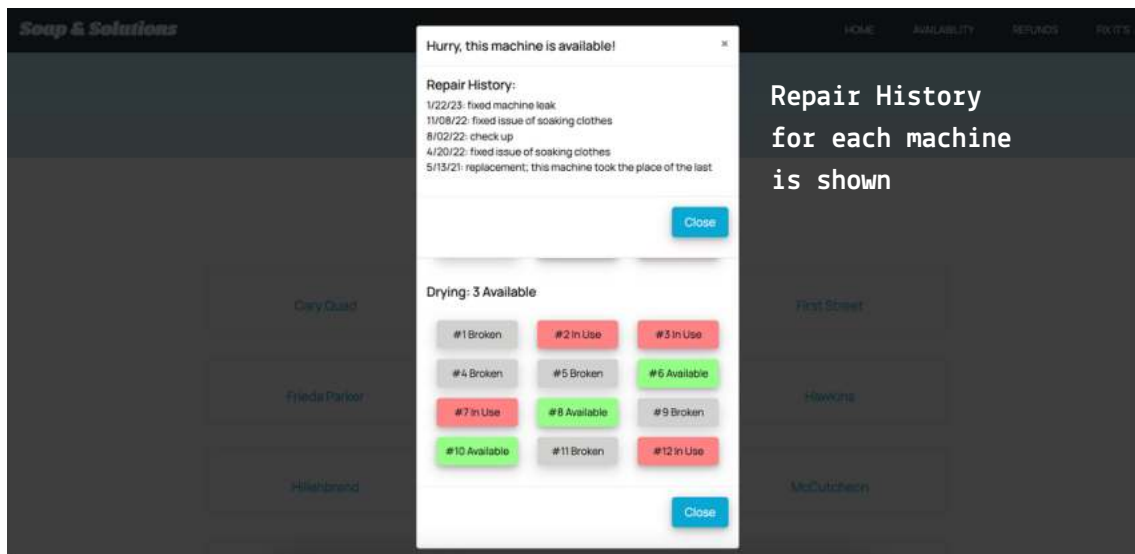 Soap & Solutions
HOME AVAILABILITY REFUNDS FIX IT'S
Hurry, this machine is available! ×
Repair History:
1/22/23: fixed machine leak
11/08/22: fixed issue of soaking clothes
8/02/22: check up
4/20/22: fixed issue of soaking clothes
5/13/21: replacement; this machine took the place of the last
Close
Repair History
for each machine
is shown
Drying: 3 Available
#1 Broken #2 In Use #3 In Use
#4 Broken #5 Broken #6 Available
#7 In Use #8 Available #9 Broken
#10 Available #11 Broken #12 In Use
Close
Cary Quad First Street
Frieda Parker Hawkins
Hillenbrand McCutcheon